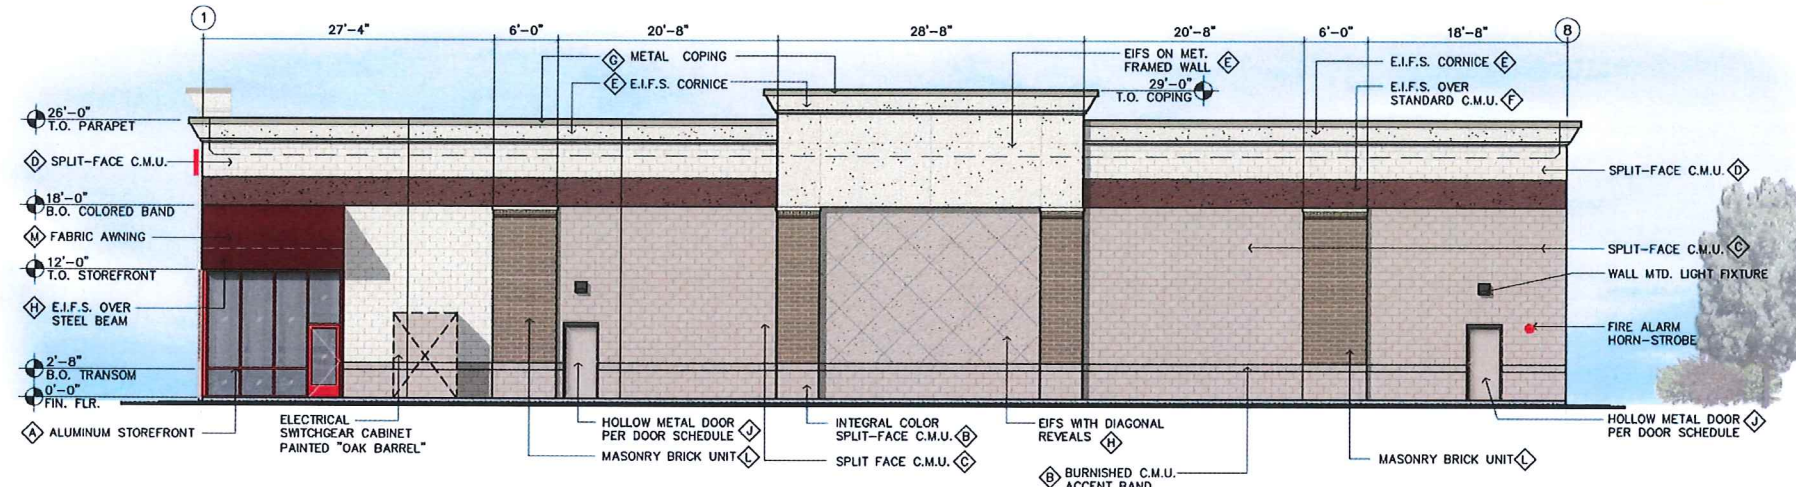 1
8
27'-4"
6'-0"
20'-8"
28'-8"
20'-8"
6'-0"
18'-8"
G METAL COPING
E E.I.F.S. CORNICE
EIFS ON MET.
FRAMED WALL E
29'-0"
T.O. COPING
E.I.F.S. CORNICE E
E.I.F.S. OVER
STANDARD C.M.U. F
26'-0"
T.O. PARAPET
D SPLIT-FACE C.M.U.
18'-0"
B.O. COLORED BAND
M FABRIC AWNING
12'-0"
T.O. STOREFRONT
H E.I.F.S. OVER
STEEL BEAM
2'-8"
B.O. TRANSOM
0'-0"
FIN. FLR.
A ALUMINUM STOREFRONT
SPLIT-FACE C.M.U. D
SPLIT-FACE C.M.U. C
WALL MTD. LIGHT FIXTURE
FIRE ALARM
HORN-STROBE
ELECTRICAL
SWITCHGEAR CABINET
PAINTED "OAK BARREL"
HOLLOW METAL DOOR
PER DOOR SCHEDULE J
MASONRY BRICK UNIT L
INTEGRAL COLOR
SPLIT-FACE C.M.U. B
SPLIT FACE C.M.U. C
EIFS WITH DIAGONAL
REVEALS H
B BURNISHED C.M.U.
ACCENT BAND
MASONRY BRICK UNIT L
HOLLOW METAL DOOR
PER DOOR SCHEDULE J